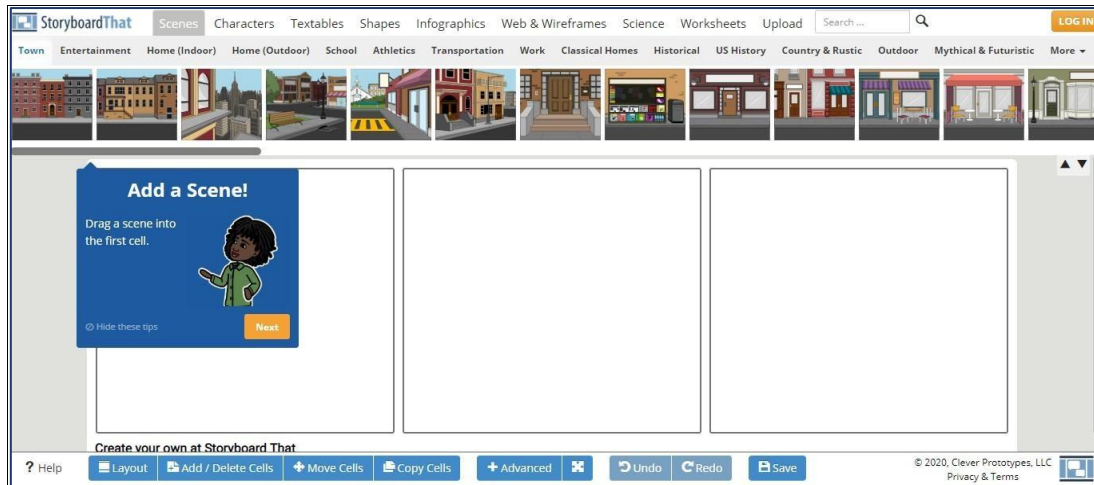 StoryboardThat Scenes Characters Textables Shapes Infographics Web & Wireframes Science Worksheets Upload Search ... LOG IN
Town Entertainment Home (Indoor) Home (Outdoor) School Athletics Transportation Work Classical Homes Historical US History Country & Rustic Outdoor Mythical & Futuristic More
Add a Scene!
Drag a scene into
the first cell.
Hide these tips Next
Create your own at Storyboard That
? Help Layout Add / Delete Cells Move Cells Copy Cells + Advanced Undo Redo Save © 2020, Clever Prototypes, LLC
Privacy & Terms